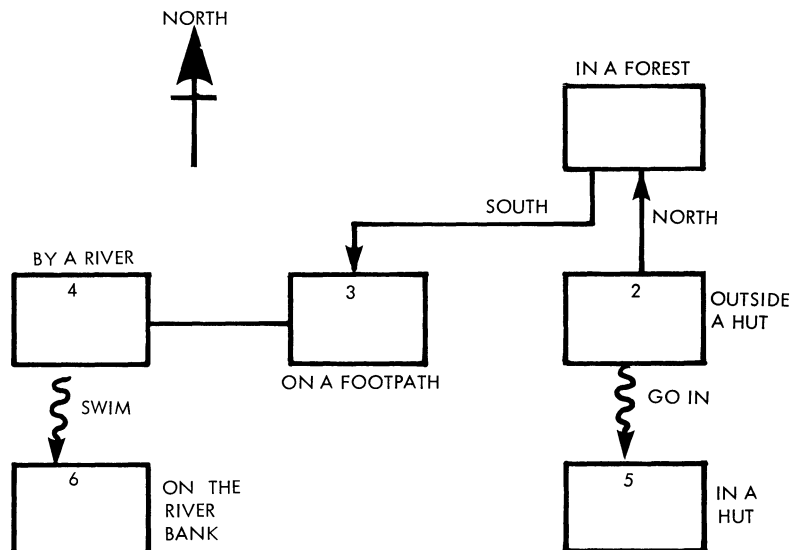 NORTH
IN A FOREST
SOUTH
NORTH
BY A RIVER
4
3
2
OUTSIDE
A HUT
ON A FOOTPATH
SWIM
GO IN
6
ON THE
RIVER
BANK
5
IN A
HUT